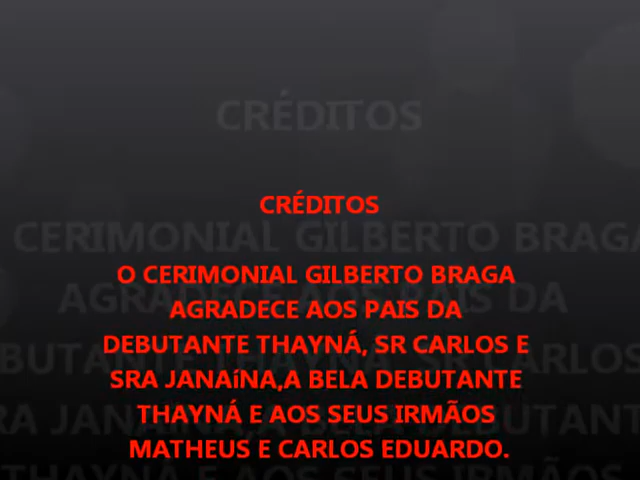 CRÉDITOS
O CERIMONIAL GILBERTO BRAGA
AGRADECE AOS PAIS DA
DEBUTANTE THAYNÁ, SR CARLOS E
SRA JANAíNA,A BELA DEBUTANTE
THAYNÁ E AOS SEUS IRMÃOS
MATHEUS E CARLOS EDUARDO.